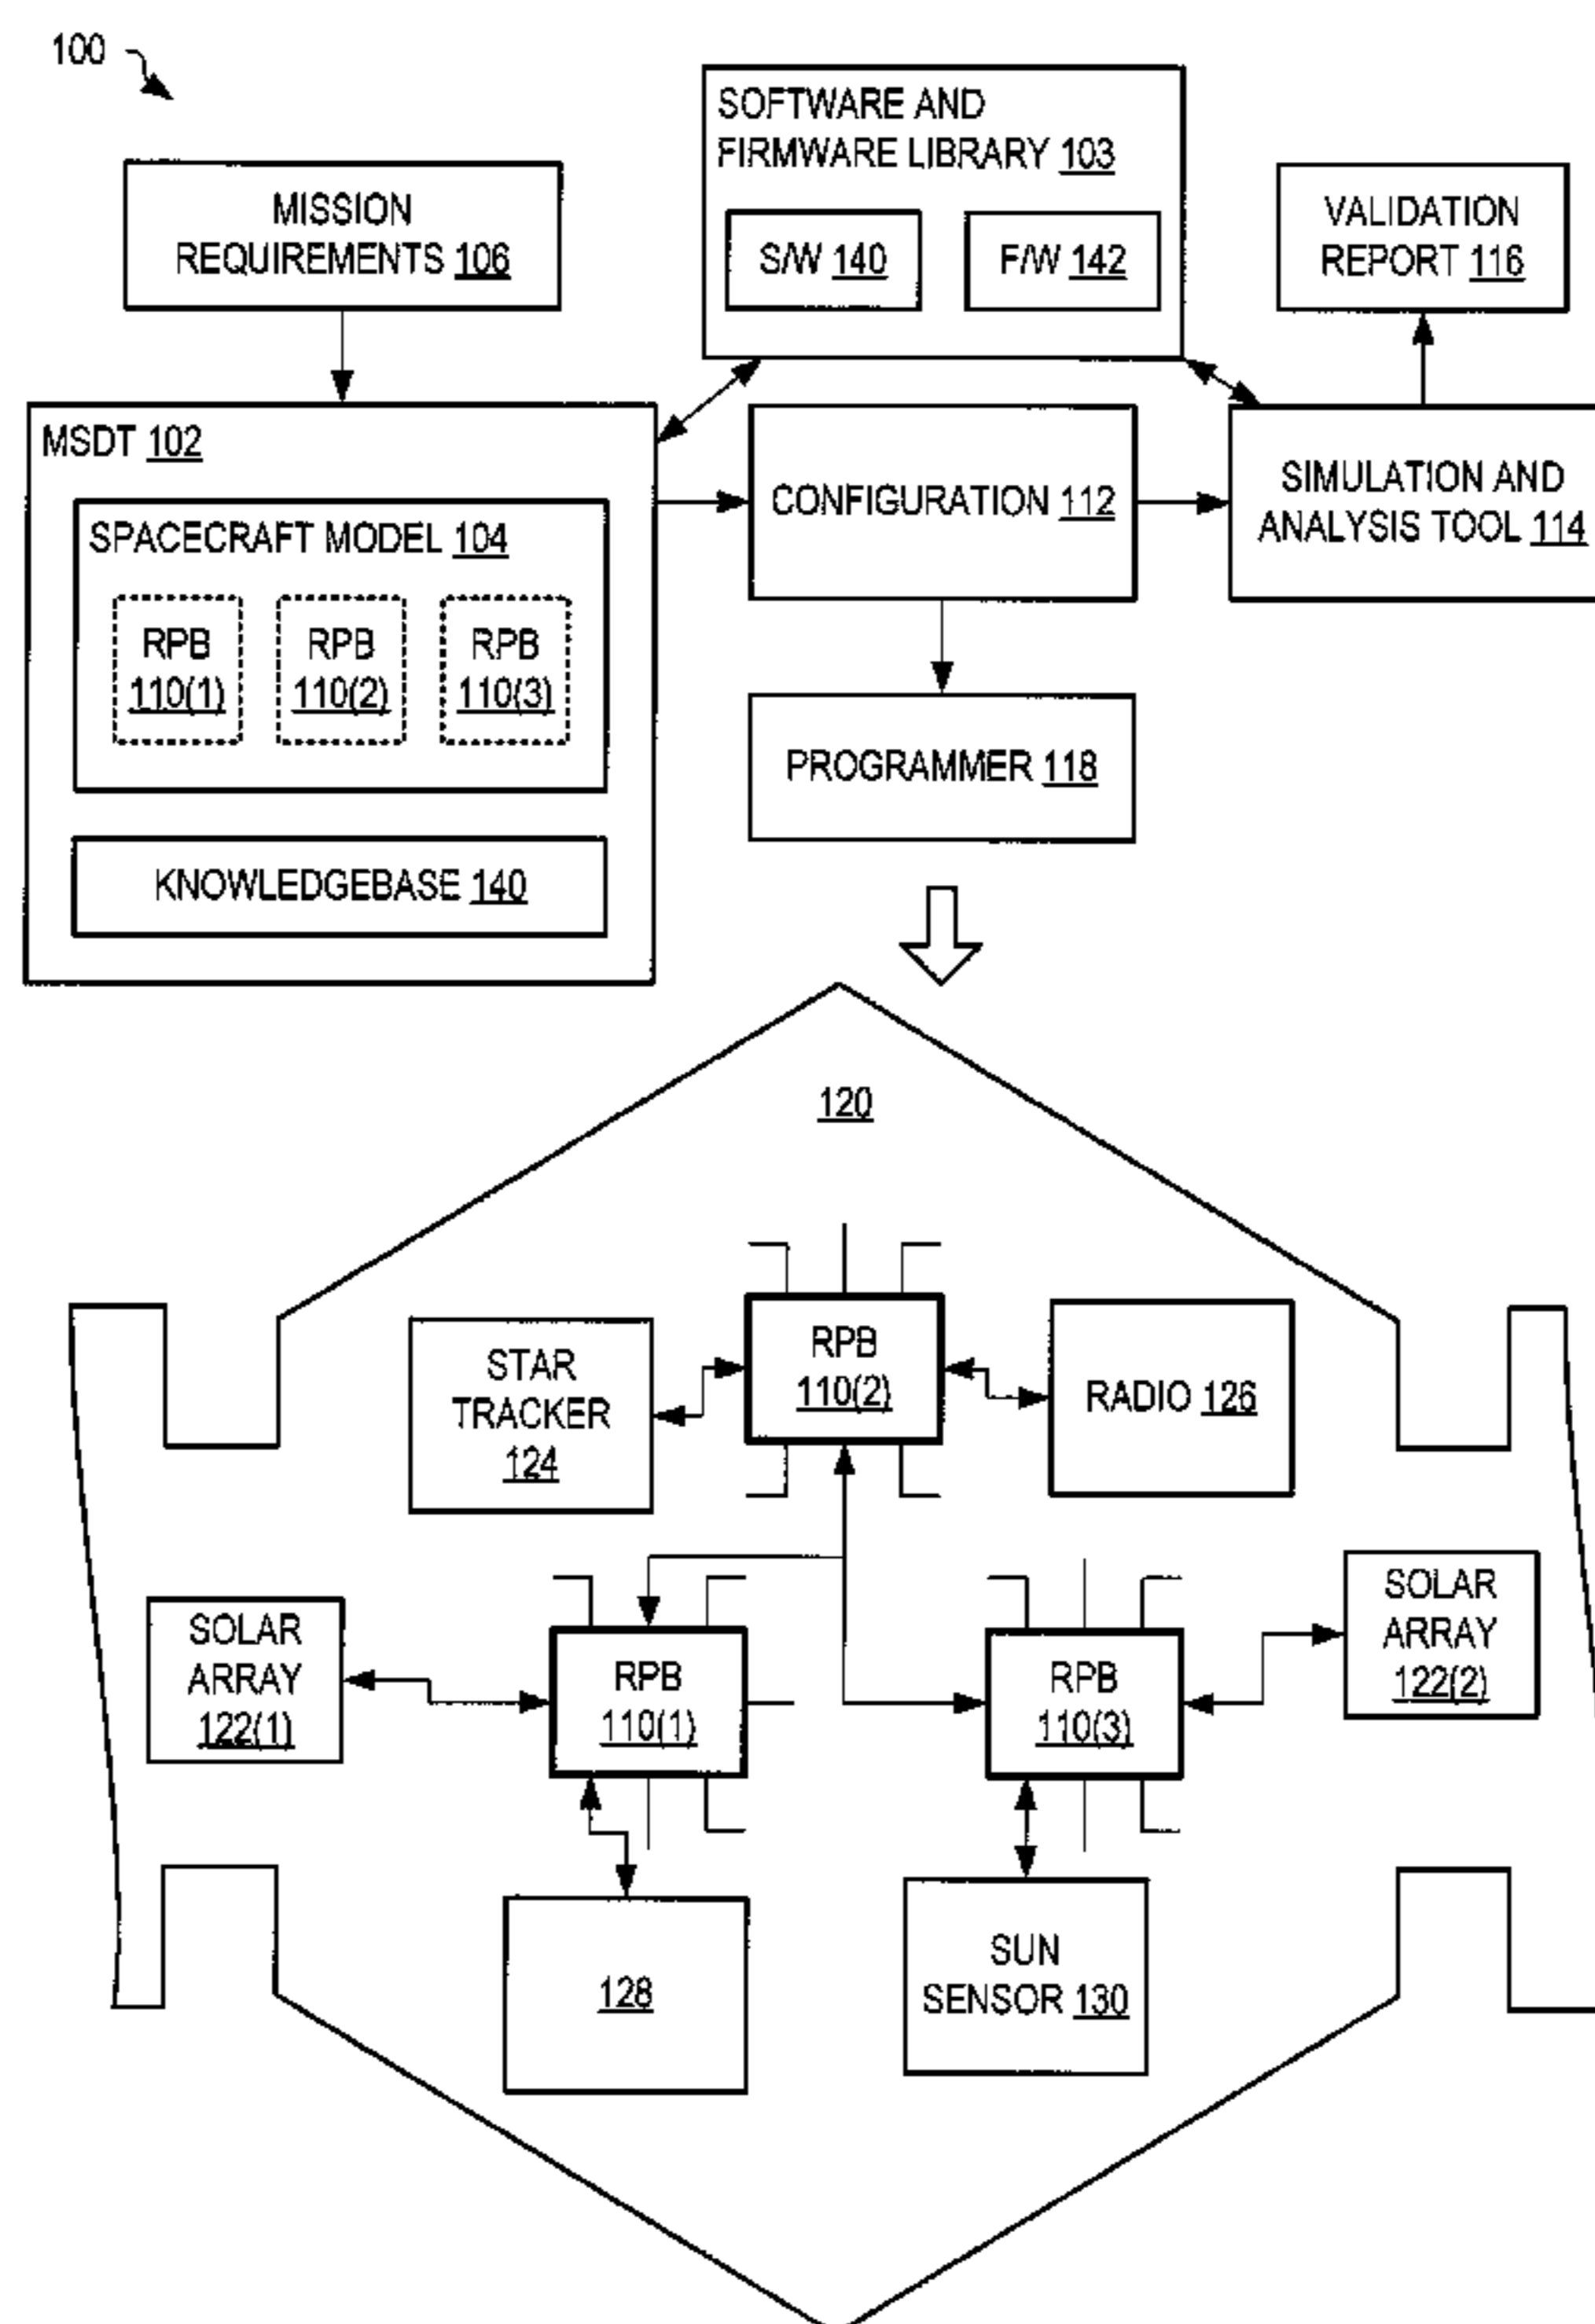 100
SOFTWARE AND
FIRMWARE LIBRARY 103
S/W 140
F/W 142
MISSION
REQUIREMENTS 106
VALIDATION
REPORT 116
MSDT 102
SPACECRAFT MODEL 104
RPB
110(1)
RPB
110(2)
RPB
110(3)
KNOWLEDGEBASE 140
CONFIGURATION 112
SIMULATION AND
ANALYSIS TOOL 114
PROGRAMMER 118
120
STAR
TRACKER
124
RPB
110(2)
RADIO 126
SOLAR
ARRAY
122(1)
RPB
110(1)
RPB
110(3)
SOLAR
ARRAY
122(2)
128
SUN
SENSOR 130